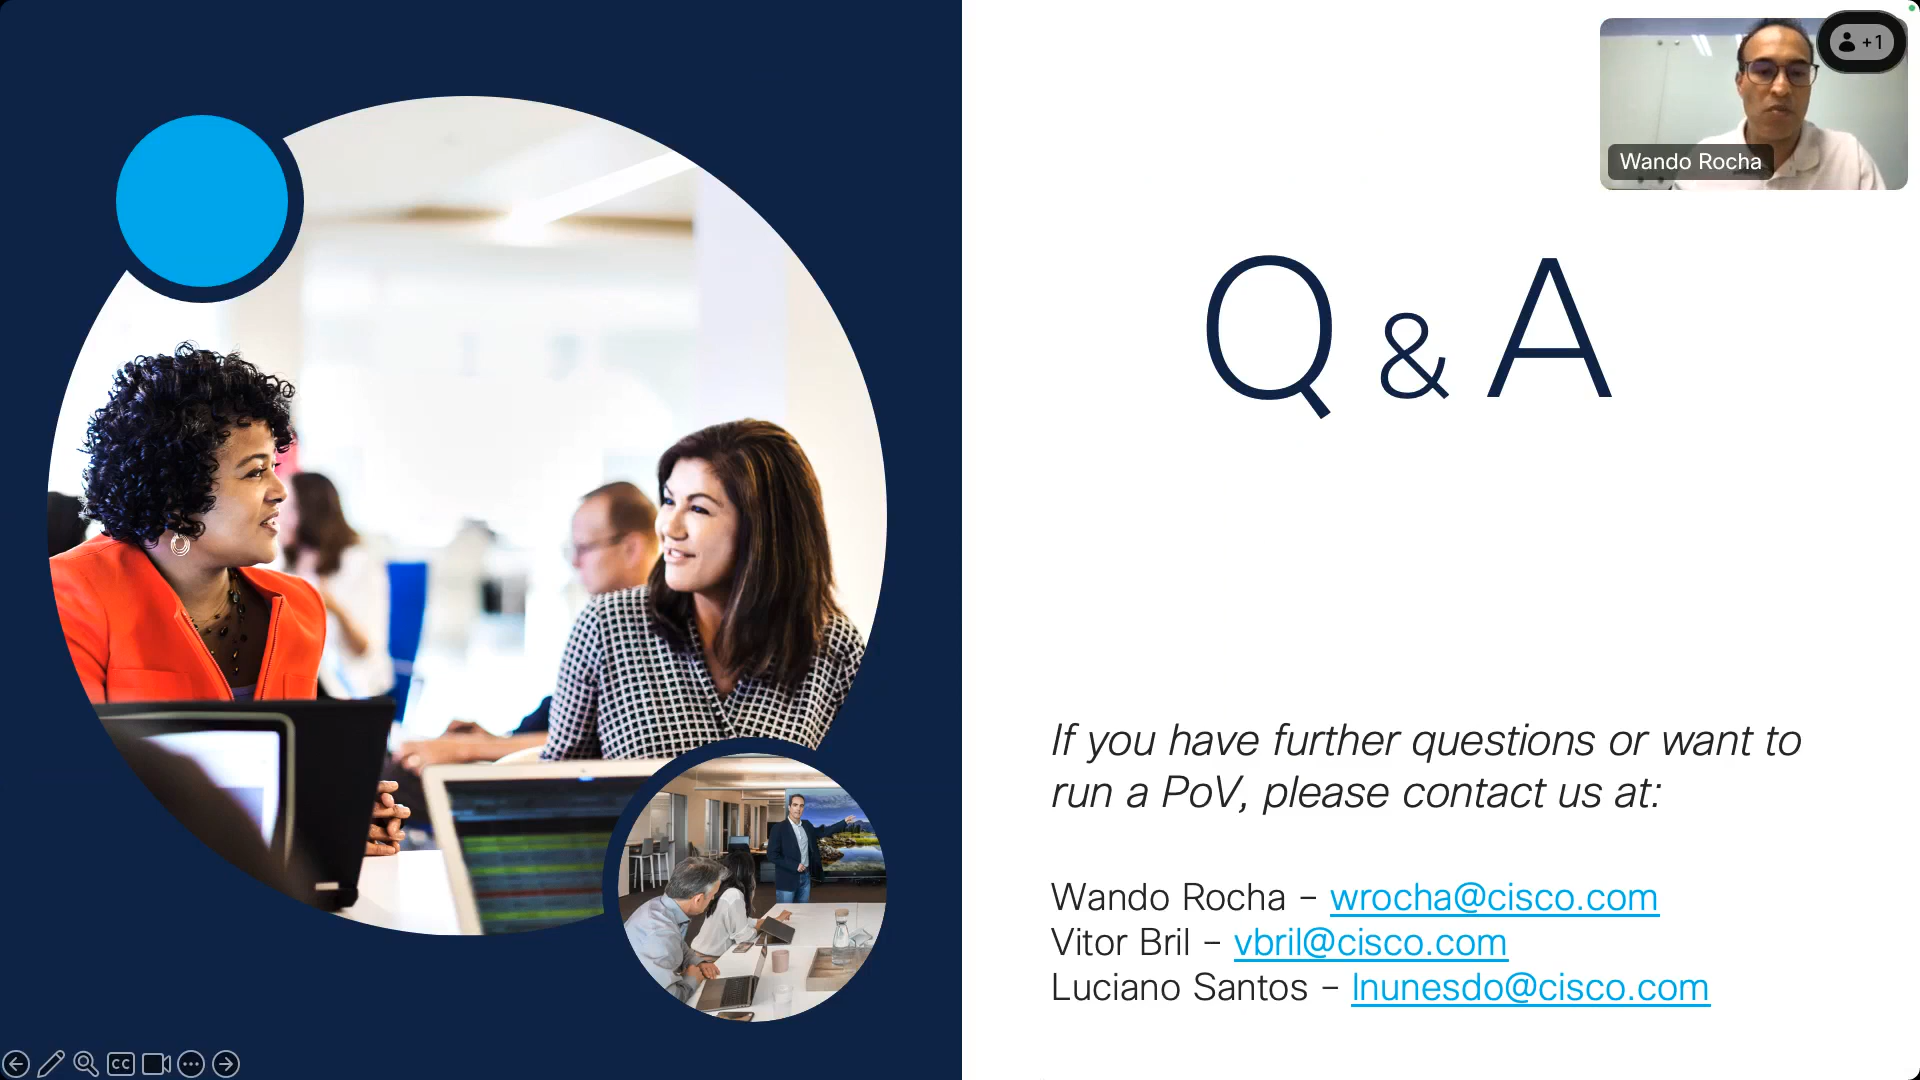 +1
Wando Rocha
Q & A
If you have further questions or want to
run a PoV, please contact us at:
Wando Rocha – wrocha@cisco.com
Vitor Bril – vbril@cisco.com
Luciano Santos – lnunesdo@cisco.com
CC